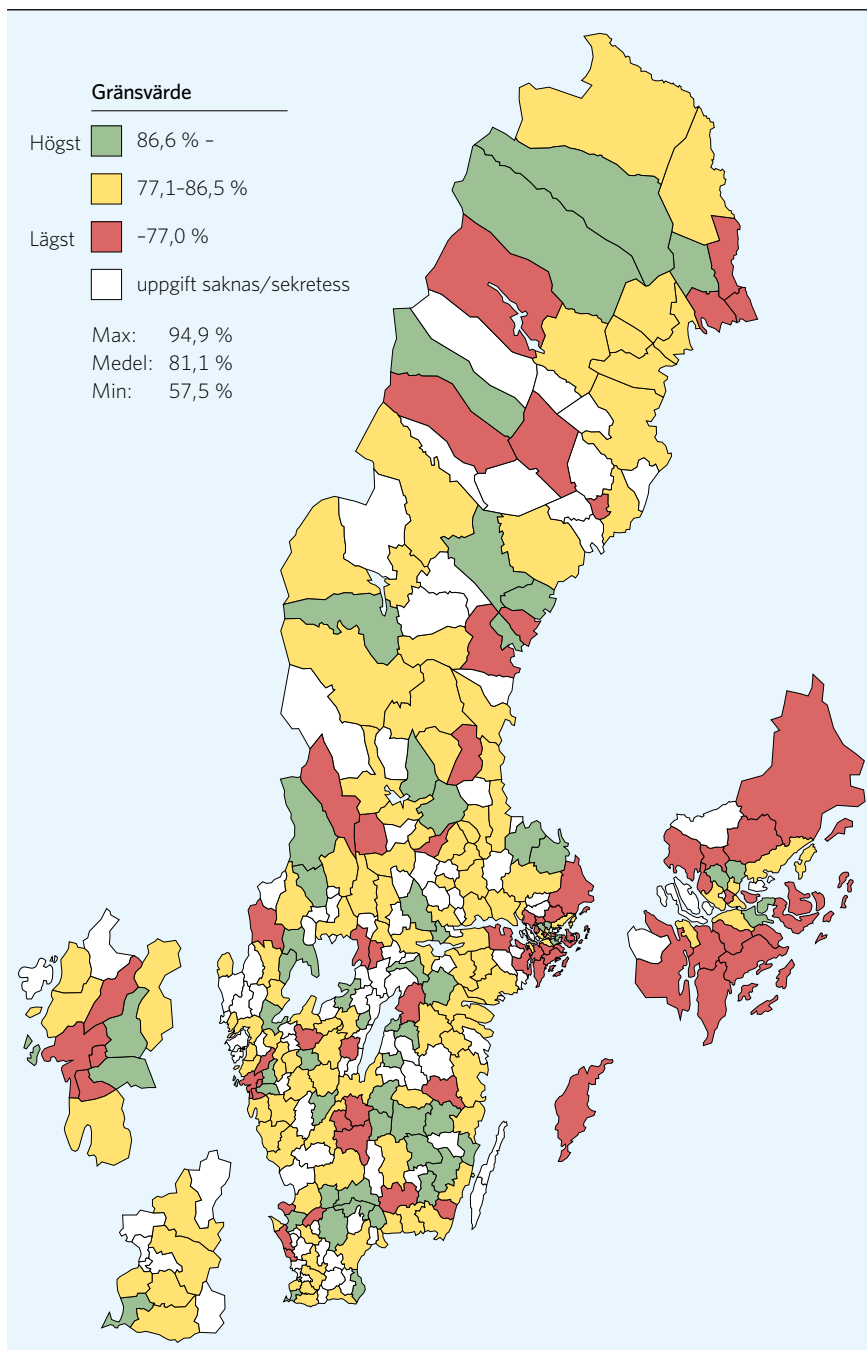 Gränsvärde
Högst 86,6 % –
77,1–86,5 %
Lägst –77,0 %
uppgift saknas/sekretess
Max: 94,9 %
Medel: 81,1 %
Min: 57,5 %